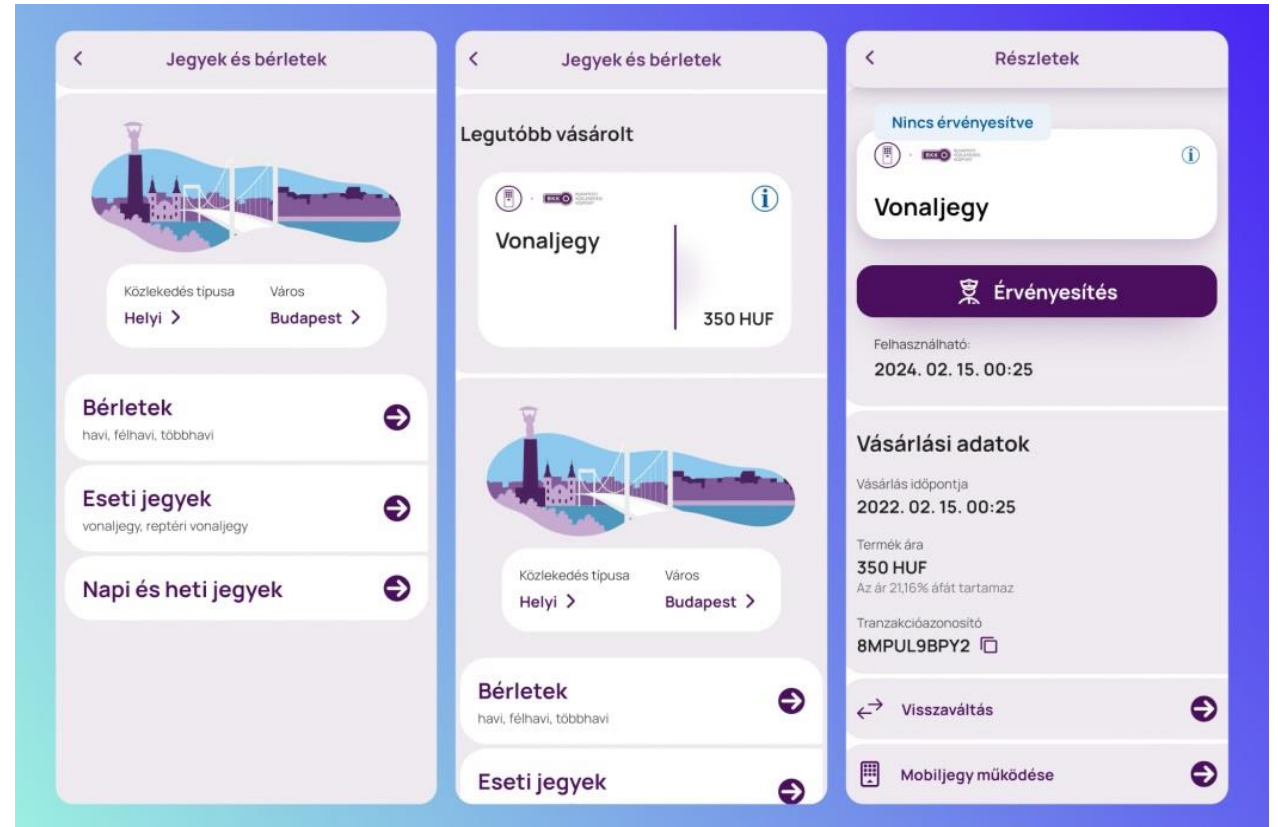 Jegyek és bérletek
Közlekedés típusa
Város
Helyi
Budapest
Bérletek
havi, félhavi, többhavi
Eseti jegyek
vonaljegy, reptéri vonaljegy
Napi és heti jegyek
Jegyek és bérletek
Legutóbb vásárolt
BKK
Vonaljegy
350 HUF
Közlekedés típusa
Város
Helyi
Budapest
Bérletek
havi, félhavi, többhavi
Eseti jegyek
Részletek
Nincs érvényesítve
BKK
Vonaljegy
Érvényesítés
Felhasználható:
2024. 02. 15. 00:25
Vásárlási adatok
Vásárlás időpontja
2022. 02. 15. 00:25
Termék ára
350 HUF
Az ár 21,16% áfát tartamaz
Tranzakcióazonosító
8MPUL9BPY2
Visszaváltás
Mobiljegy működése